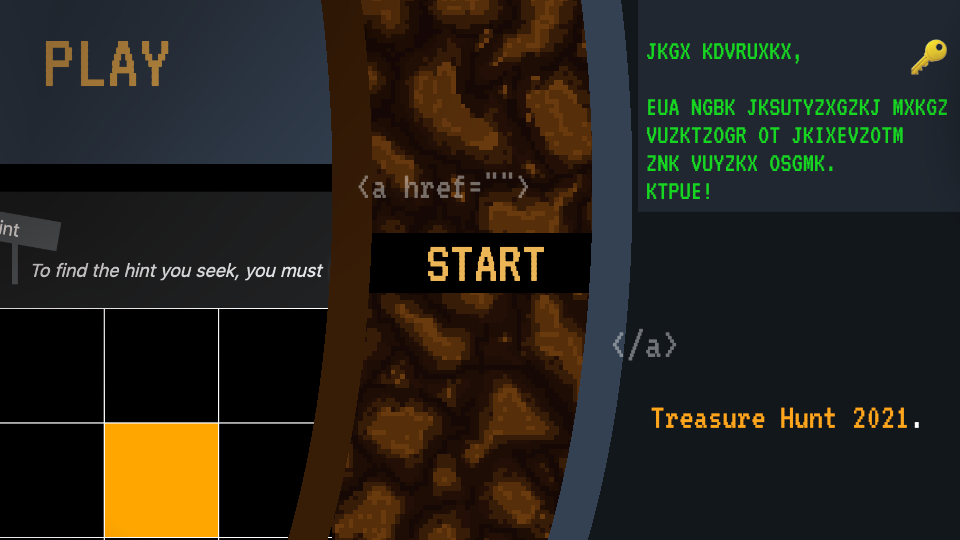 PLAY
int
To find the hint you seek, you must
<a href="">
START
</a>
JKGX KDVRUXKX,
EUA NGBK JKSUTYZXGZKJ MXKGZ
VUZKTZOGR OT JKIXEVZOTM
ZNK VUYZKX OSGMK.
KTPUE!
Treasure Hunt 2021.